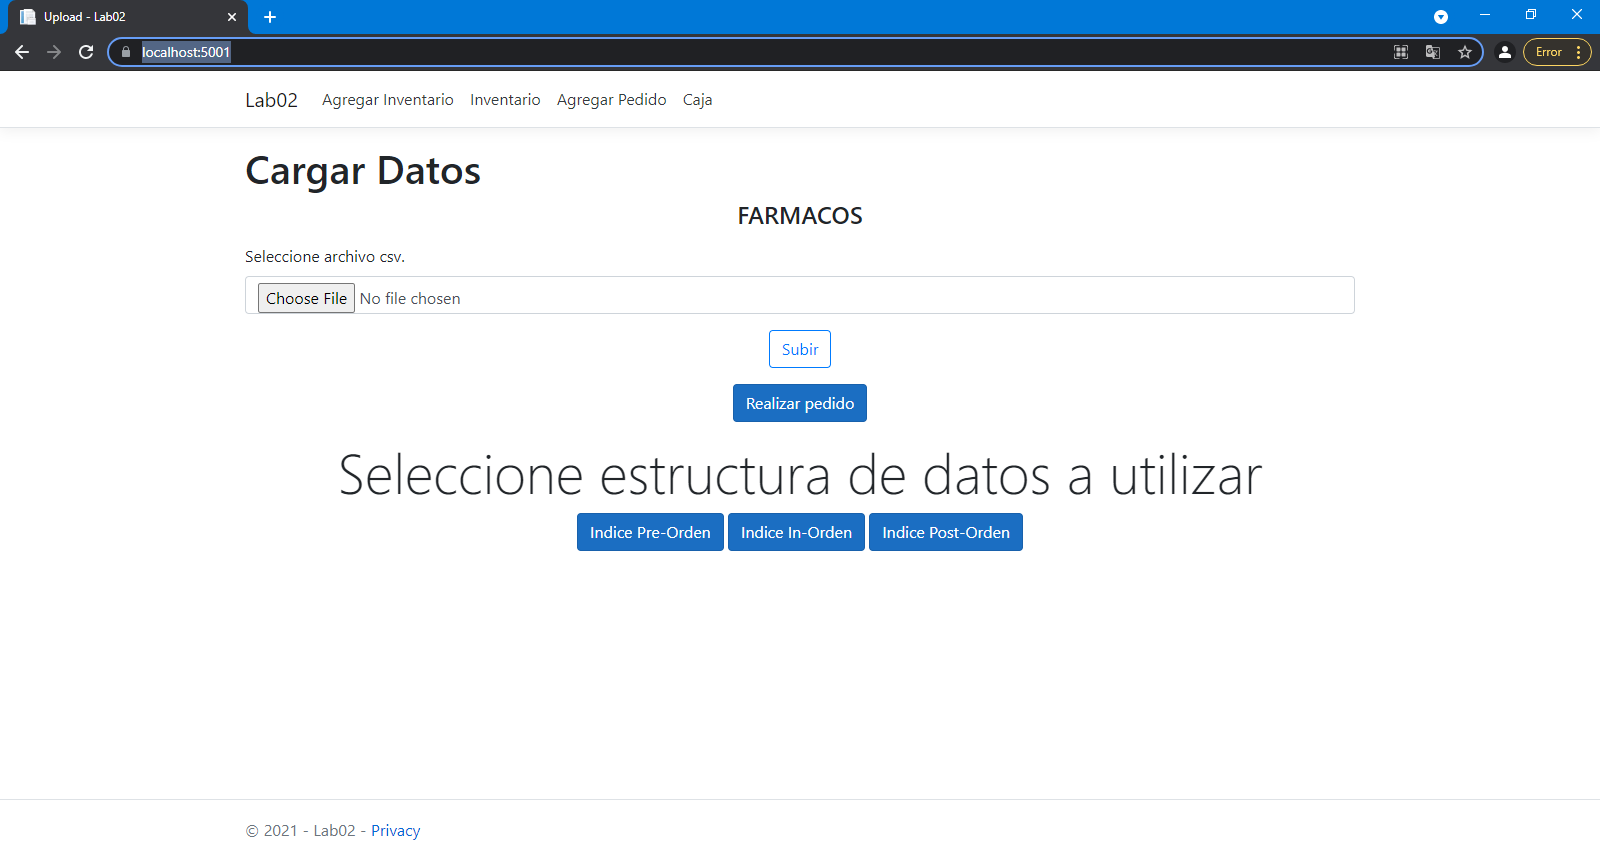 Upload - Lab02
localhost:5001
Error
Lab02 Agregar Inventario Inventario Agregar Pedido Caja
Cargar Datos
FARMACOS
Seleccione archivo csv.
Choose File No file chosen
Subir
Realizar pedido
Seleccione estructura de datos a utilizar
Indice Pre-Orden Indice In-Orden Indice Post-Orden
© 2021 - Lab02 - Privacy